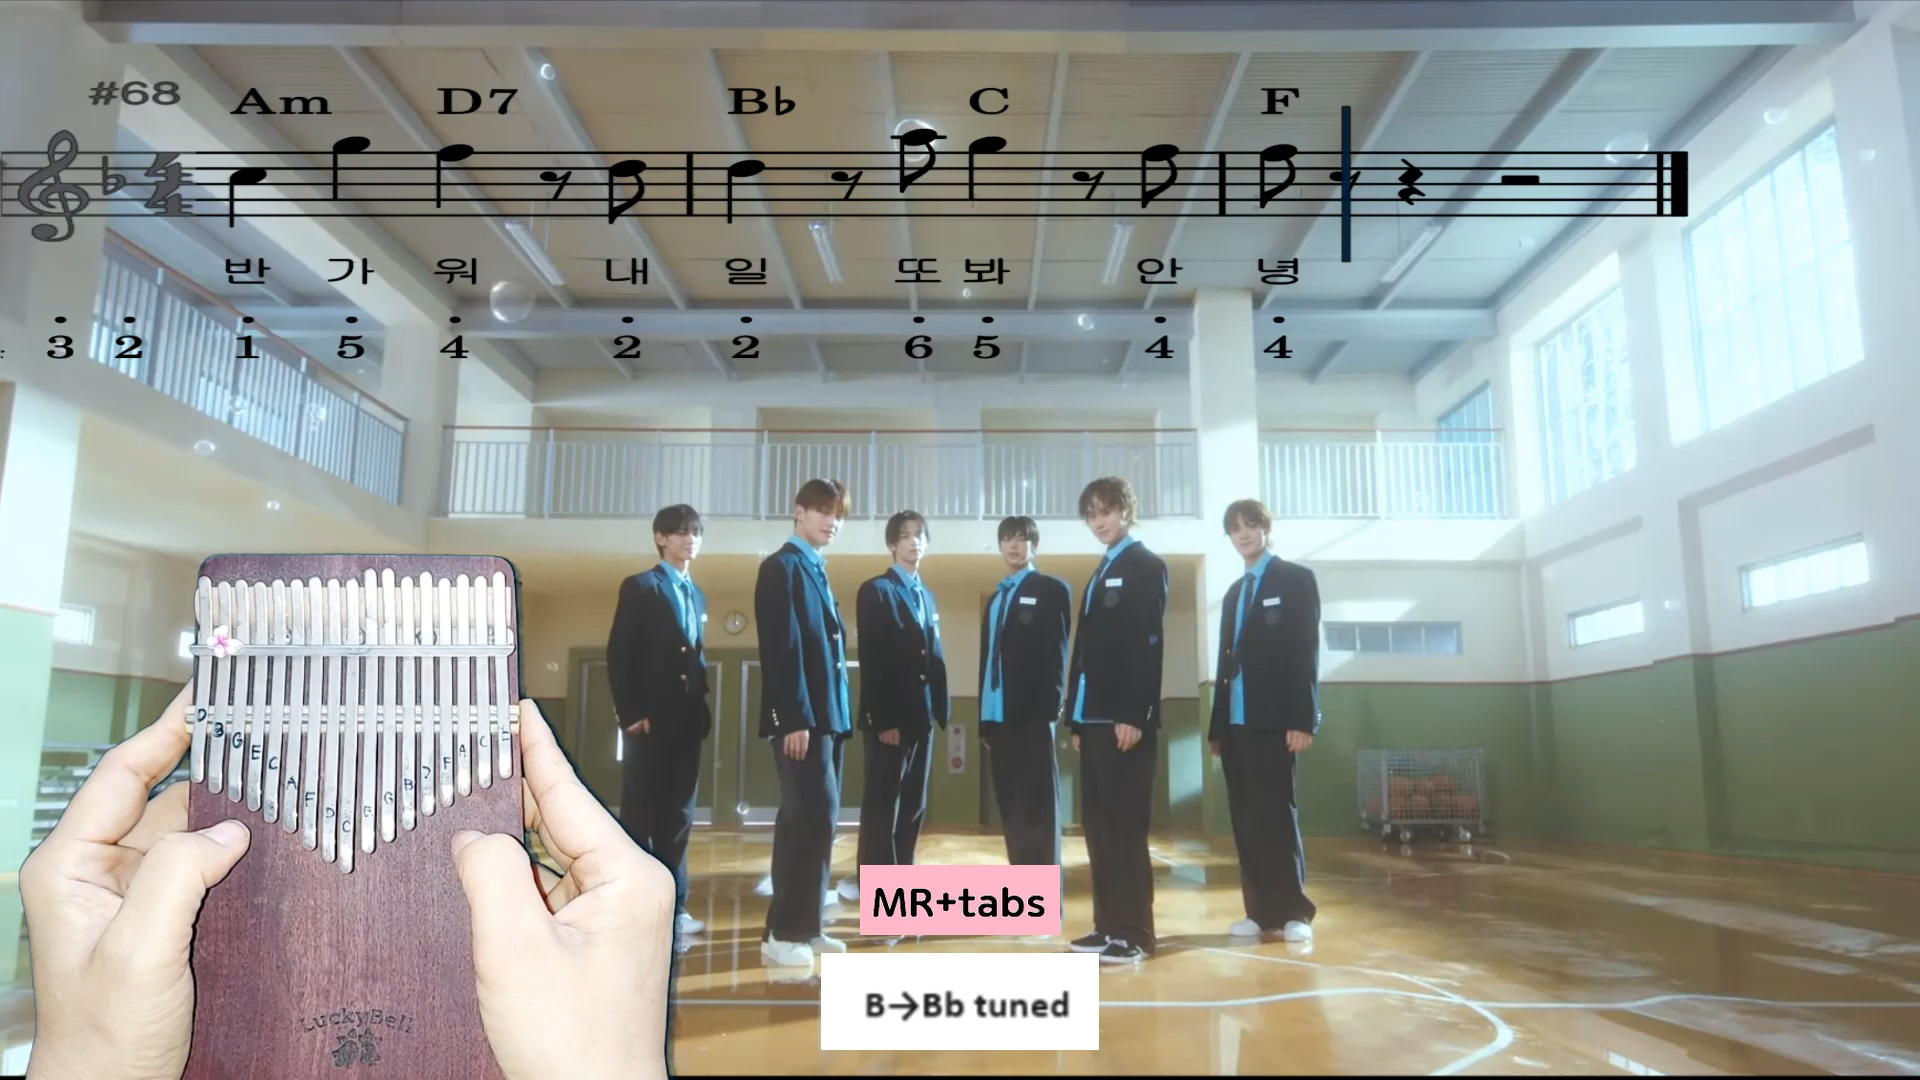 #68 Am D7 B♭ C F
반 가 워 내 일 또 봐 안 녕
3 2 1 5 4 2 2 6 5 4 4
D B G E C A F D C E G B D F A C E
MR+tabs
B→Bb tuned
LuckyBell